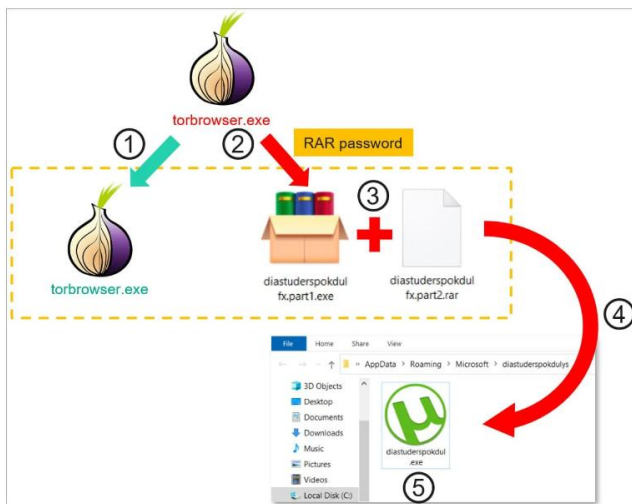 torbrowser.exe
1
2
RAR password
3
torbrowser.exe
diastuderspokdul
fx.part1.exe
diastuderspokdul
fx.part2.rar
4
File Home Share View
« AppData > Roaming > Microsoft > diastuderspokdulys >
3D Objects
Desktop
Documents
Downloads
Music
Pictures
Videos
Local Disk (C:)
µ
diastuderspokdul
.exe
5